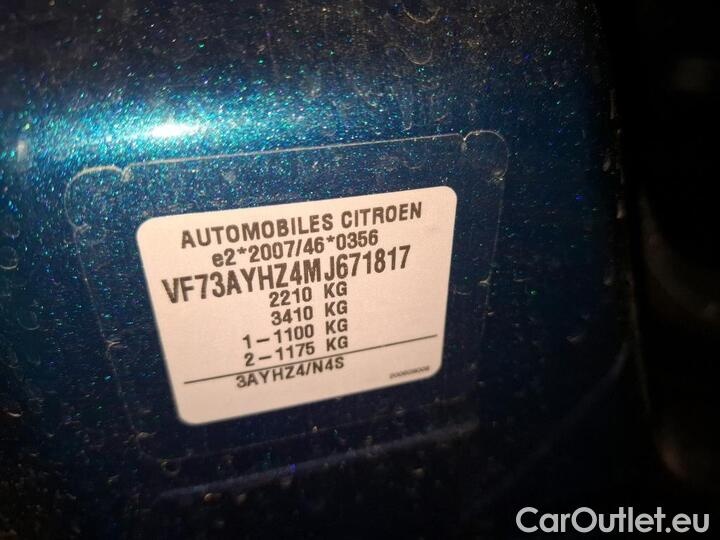 AUTOMOBILES CITROEN
e2*2007/46*0356
VF73AYHZ4MJ671817
2210 KG
3410 KG
1-1100 KG
2-1175 KG
3AYHZ4/N4S
CarOutlet.eu